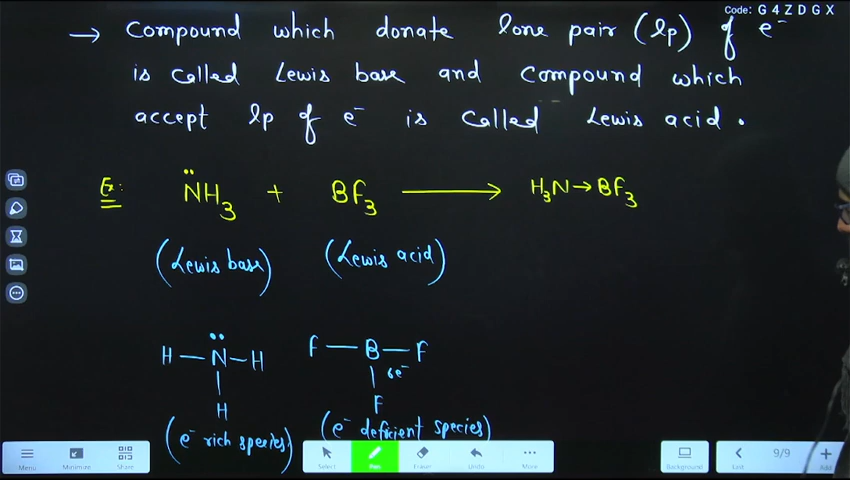 Code: G 4 Z D G X
→ Compound which donate lone pair (lp) of e⁻
is called Lewis base and compound which
accept lp of e⁻ is called Lewis acid.
Ex: N̈H₃ + BF₃ ⟶ H₃N→BF₃
(Lewis base) (Lewis acid)
H—N̈—H F—B—F
6e⁻
H F
(e⁻ rich species) (e⁻ deficient species)
Menu Minimize Share Select Pen Eraser Undo More Background Exit 9/9 Add